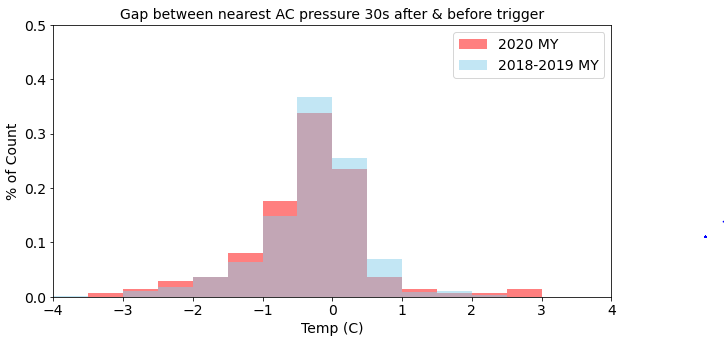 Gap between nearest AC pressure 30s after & before trigger
0.5
0.4
0.3
0.2
0.1
0.0
% of Count
2020 MY
2018-2019 MY
−4 −3 −2 −1 0 1 2 3 4
Temp (C)